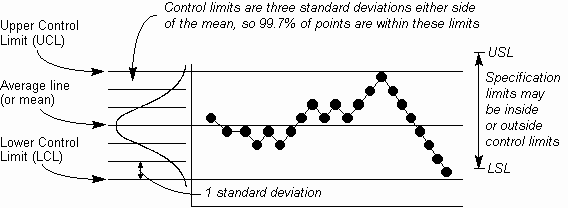 Control limits are three standard deviations either side
of the mean, so 99.7% of points are within these limits
Upper Control
Limit (UCL)
Average line
(or mean)
Lower Control
Limit (LCL)
1 standard deviation
USL
Specification
limits may
be inside
or outside
control limits
LSL